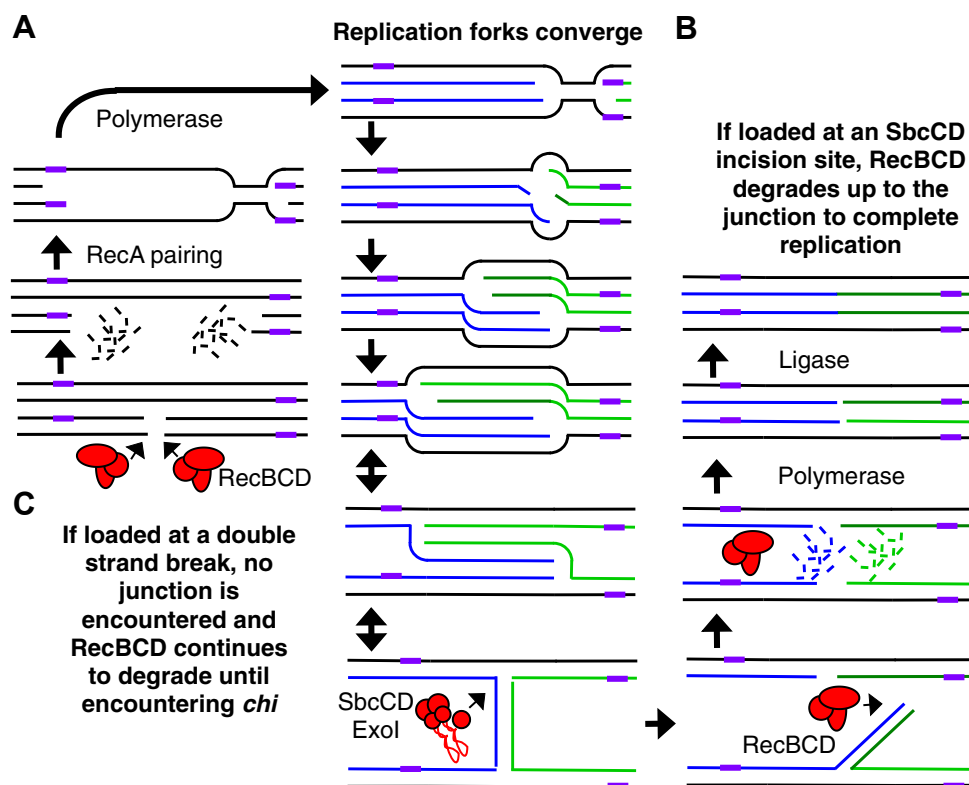 A
Replication forks converge
B
Polymerase
RecA pairing
RecBCD
C
If loaded at a double
strand break, no
junction is
encountered and
RecBCD continues
to degrade until
encountering chi
SbcCD
ExoI
If loaded at an SbcCD
incision site, RecBCD
degrades up to the
junction to complete
replication
Ligase
Polymerase
RecBCD